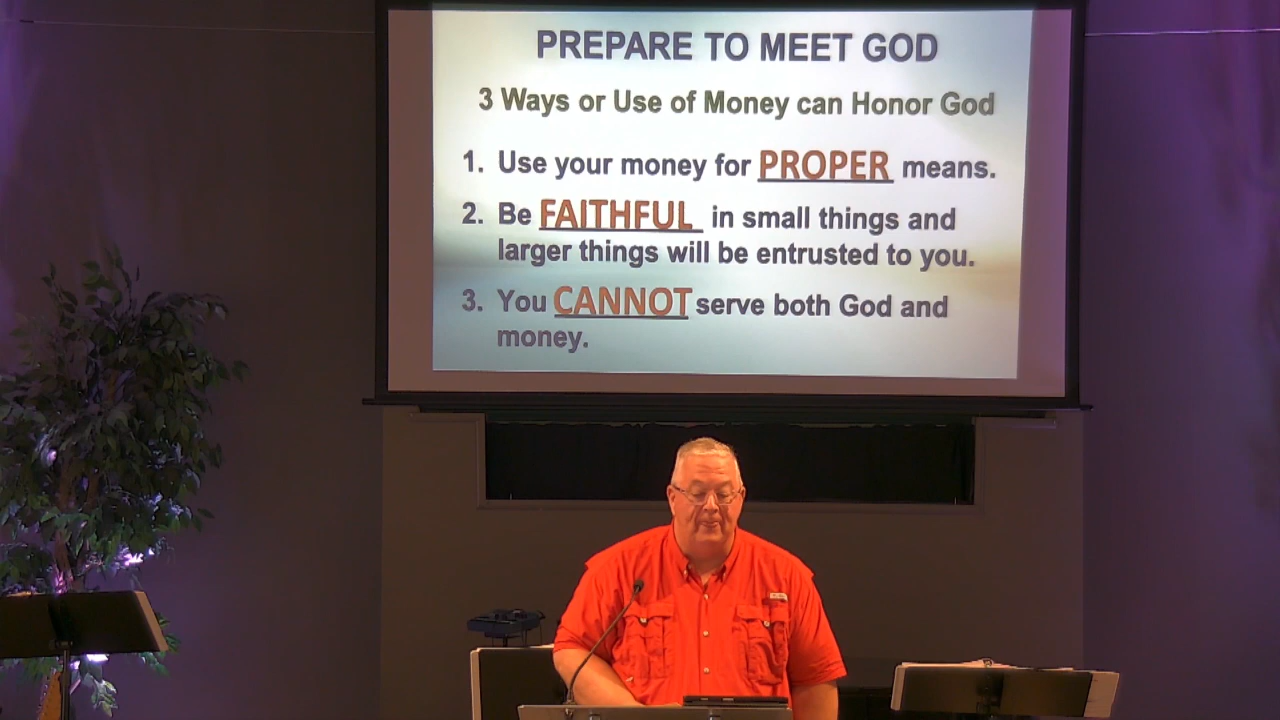 PREPARE TO MEET GOD
3 Ways or Use of Money can Honor God
1. Use your money for PROPER means.
2. Be FAITHFUL in small things and
larger things will be entrusted to you.
3. You CANNOT serve both God and
money.